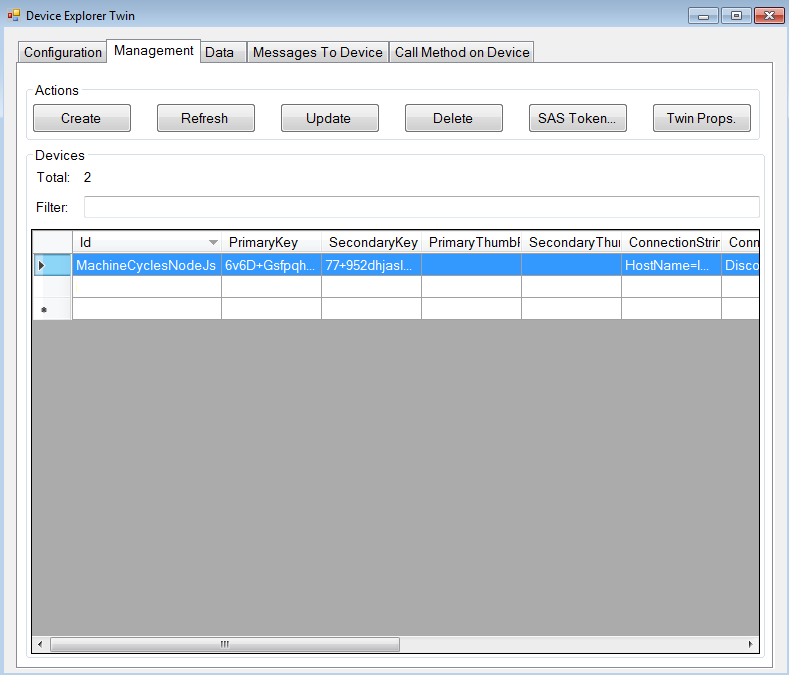 Device Explorer Twin
Configuration Management Data Messages To Device Call Method on Device
Actions
Create Refresh Update Delete SAS Token... Twin Props.
Devices
Total: 2
Filter:
Id PrimaryKey SecondaryKey PrimaryThumb SecondaryThu ConnectionStrin Conn
MachineCyclesNodeJs 6v6D+Gsfpqh... 77+952dhjasl... HostName=I... Disco